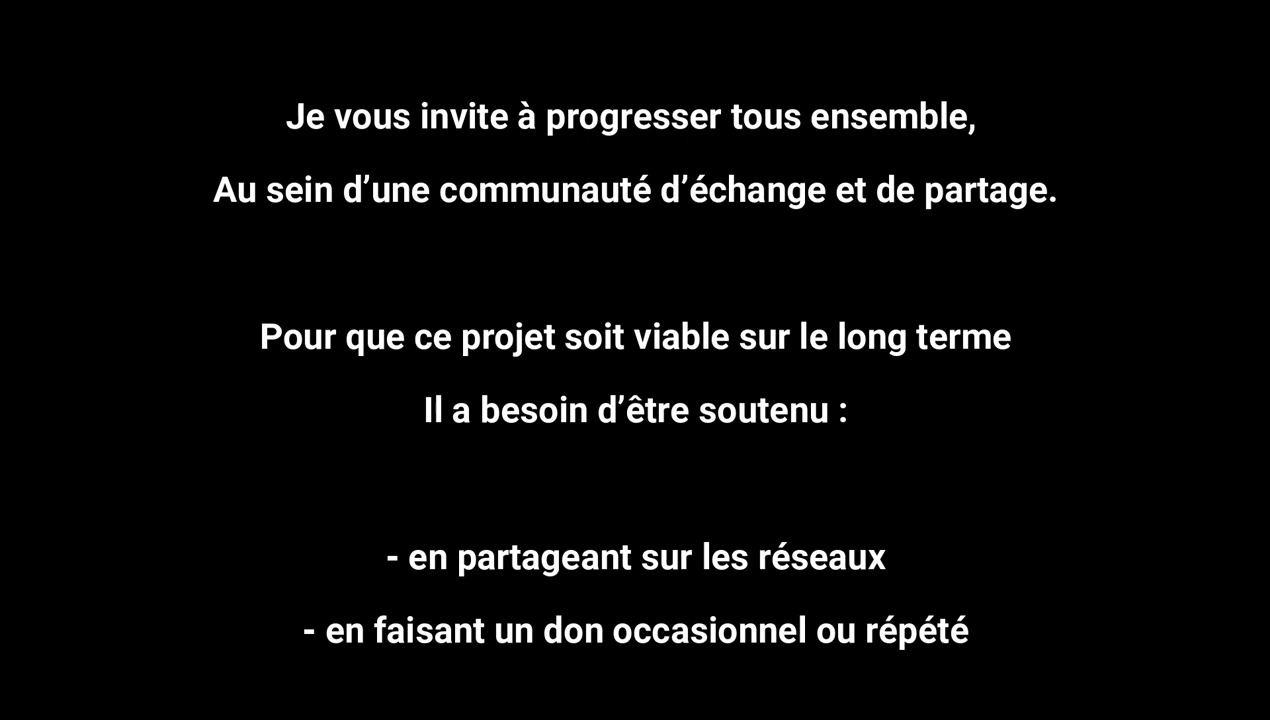 Je vous invite à progresser tous ensemble,
Au sein d’une communauté d’échange et de partage.
Pour que ce projet soit viable sur le long terme
Il a besoin d’être soutenu :
- en partageant sur les réseaux
- en faisant un don occasionnel ou répété